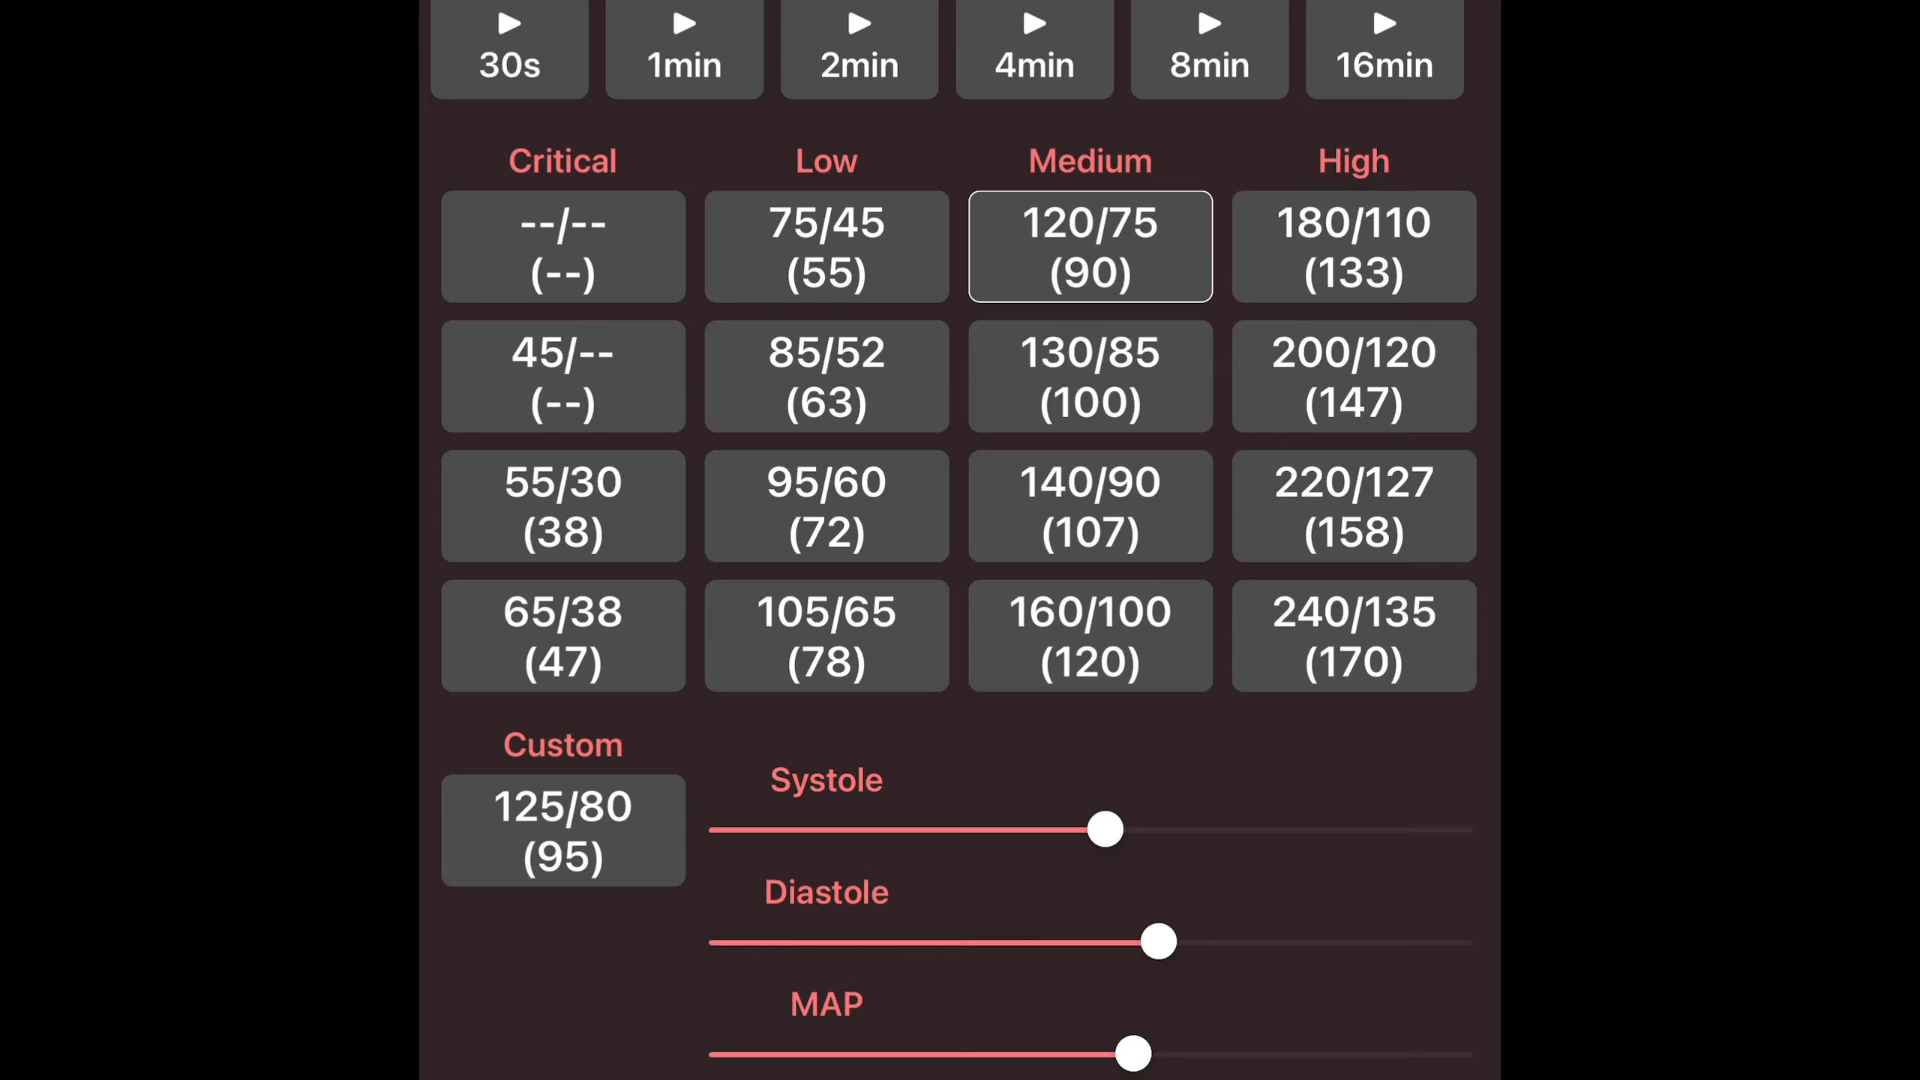 30s 1min 2min 4min 8min 16min
Critical Low Medium High
--/-- 75/45 120/75 180/110
(--) (55) (90) (133)
45/-- 85/52 130/85 200/120
(--) (63) (100) (147)
55/30 95/60 140/90 220/127
(38) (72) (107) (158)
65/38 105/65 160/100 240/135
(47) (78) (120) (170)
Custom
125/80
(95)
Systole
Diastole
MAP